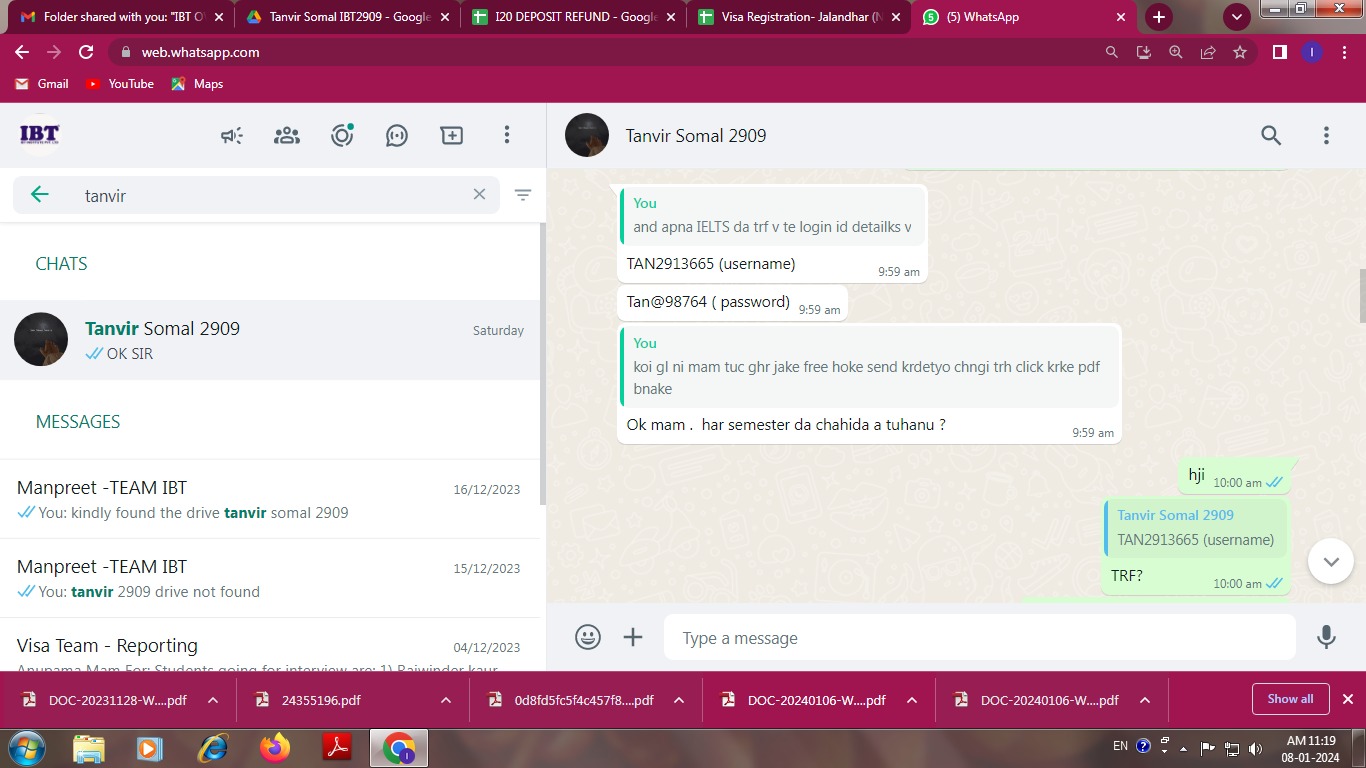 Folder shared with you: "IBT OV
Tanvir Somal IBT2909 - Google
I20 DEPOSIT REFUND - Google
Visa Registration- Jalandhar (N
(5) WhatsApp
web.whatsapp.com
I
Gmail
YouTube
Maps
IBT
Tanvir Somal 2909
tanvir
CHATS
Tanvir Somal 2909
Saturday
OK SIR
MESSAGES
Manpreet -TEAM IBT
16/12/2023
You: kindly found the drive tanvir somal 2909
Manpreet -TEAM IBT
15/12/2023
You: tanvir 2909 drive not found
Visa Team - Reporting
04/12/2023
Anupama Mam For: Students going for interview are: 1) Rajwinder kaur
You
and apna IELTS da trf v te login id detailks v
TAN2913665 (username)
9:59 am
Tan@98764 ( password)
9:59 am
You
koi gl ni mam tuc ghr jake free hoke send krdetyo chngi trh click krke pdf
bnake
Ok mam .  har semester da chahida a tuhanu ?
9:59 am
hji
10:00 am
Tanvir Somal 2909
TAN2913665 (username)
TRF?
10:00 am
Type a message
DOC-20231128-W....pdf
24355196.pdf
0d8fd5fc5f4c457f8....pdf
DOC-20240106-W....pdf
DOC-20240106-W....pdf
Show all
EN
AM 11:19
08-01-2024